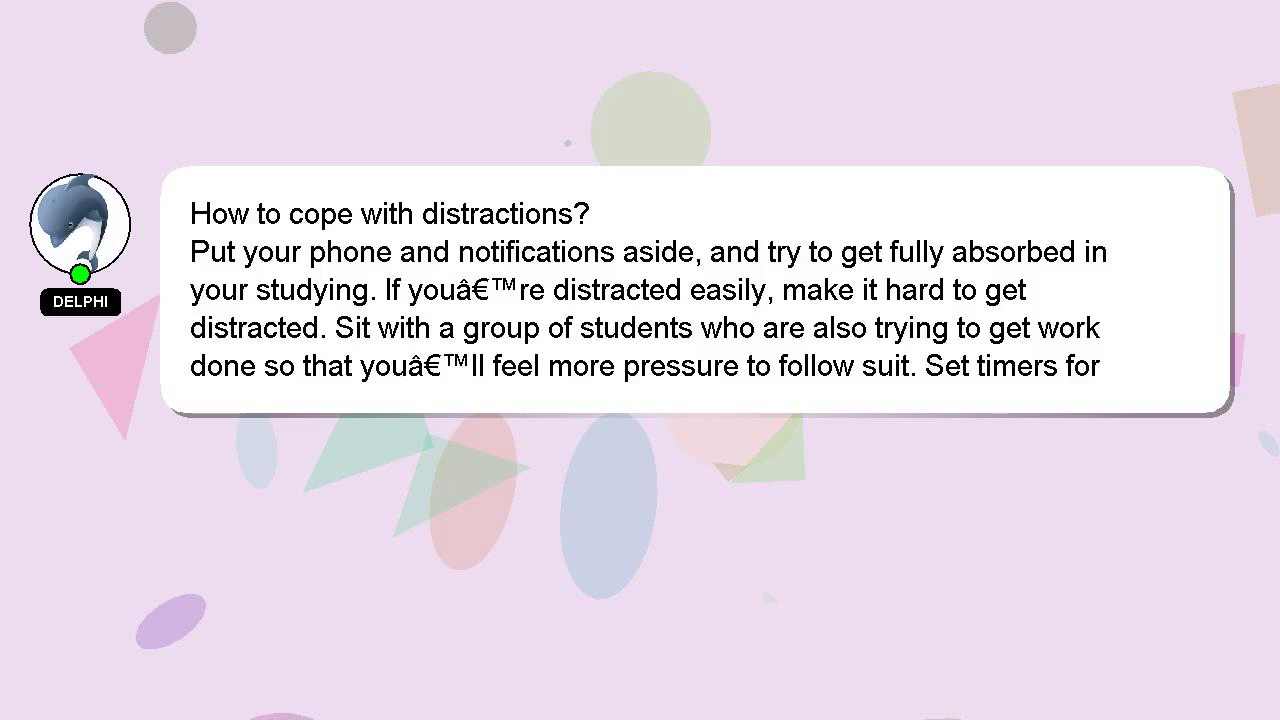 How to cope with distractions?
Put your phone and notifications aside, and try to get fully absorbed in
your studying. If youâ€™re distracted easily, make it hard to get
distracted. Sit with a group of students who are also trying to get work
done so that youâ€™ll feel more pressure to follow suit. Set timers for
DELPHI